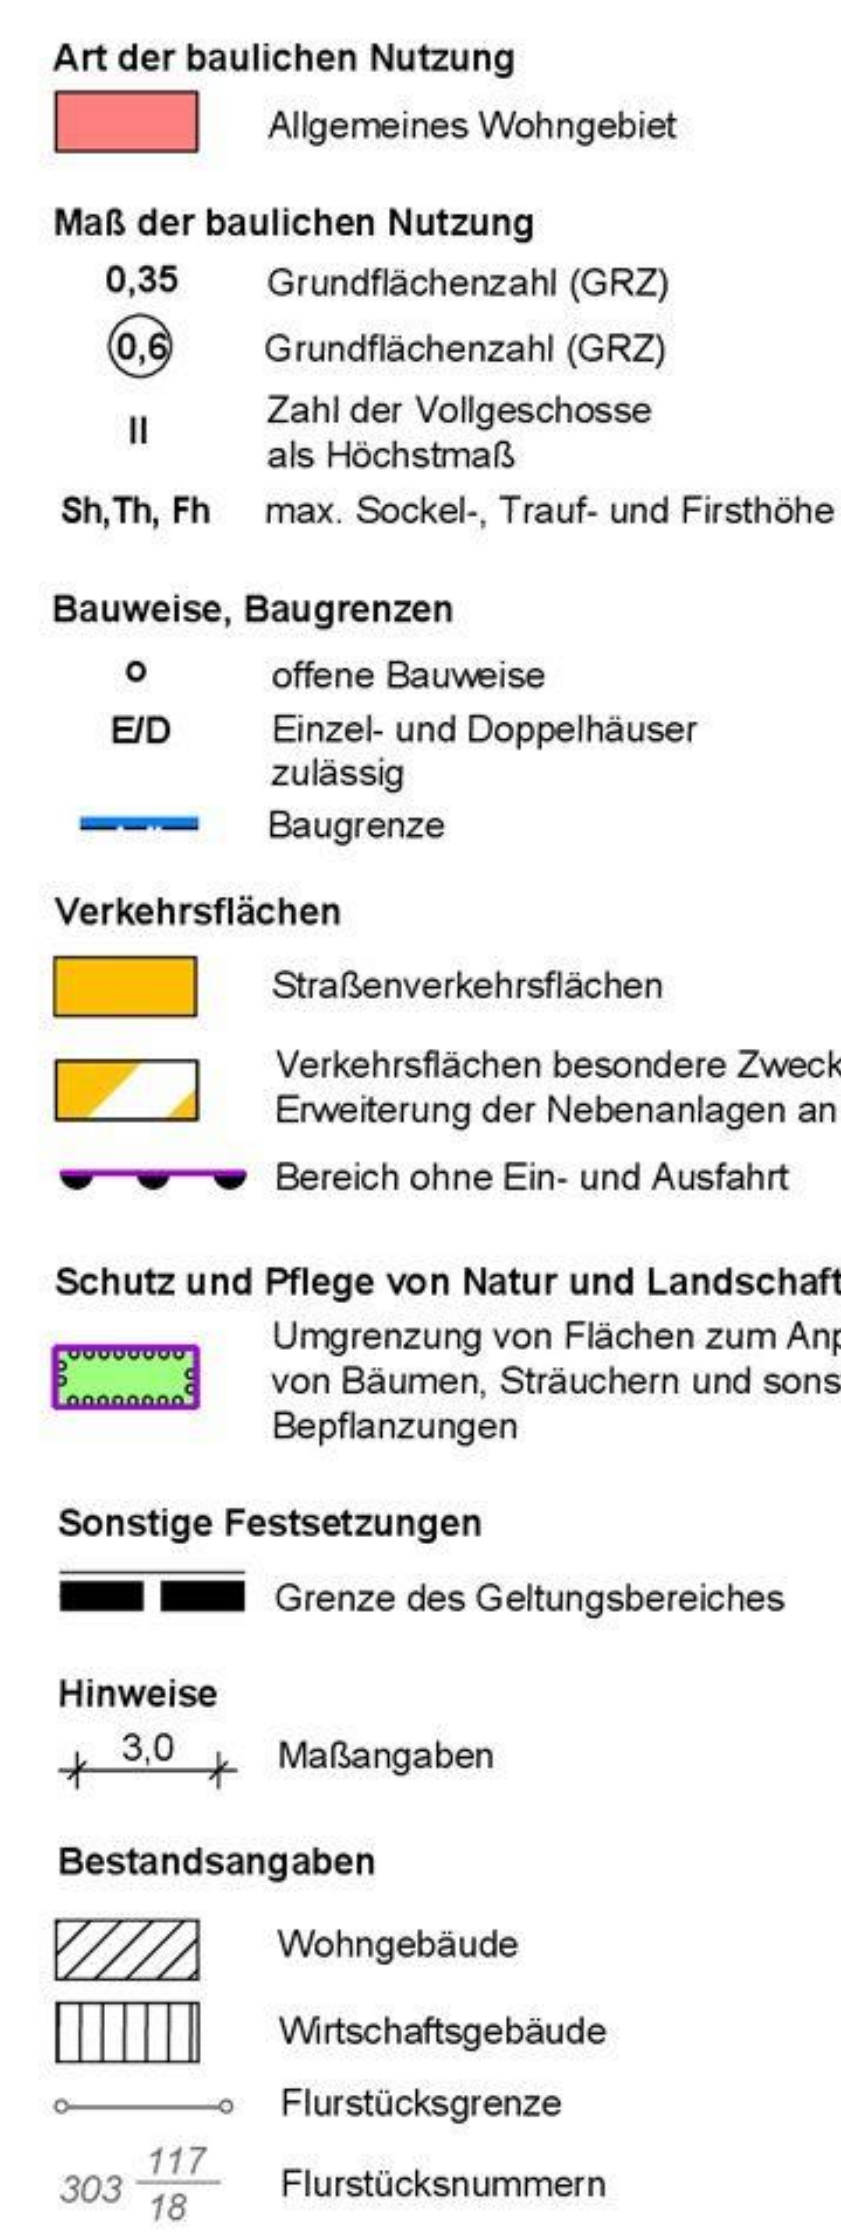 Art der baulichen Nutzung
Allgemeines Wohngebiet
Maß der baulichen Nutzung
0,35 Grundflächenzahl (GRZ)
0,6 Grundflächenzahl (GRZ)
II Zahl der Vollgeschosse
als Höchstmaß
Sh,Th, Fh max. Sockel-, Trauf- und Firsthöhe
Bauweise, Baugrenzen
o offene Bauweise
E/D Einzel- und Doppelhäuser
zulässig
Baugrenze
Verkehrsflächen
Straßenverkehrsflächen
Verkehrsflächen besondere Zweck
Erweiterung der Nebenanlagen an
Bereich ohne Ein- und Ausfahrt
Schutz und Pflege von Natur und Landschaft
Umgrenzung von Flächen zum Anp
von Bäumen, Sträuchern und sons
Bepflanzungen
Sonstige Festsetzungen
Grenze des Geltungsbereiches
Hinweise
3,0 Maßangaben
Bestandsangaben
Wohngebäude
Wirtschaftsgebäude
Flurstücksgrenze
303 117/18 Flurstücksnummern